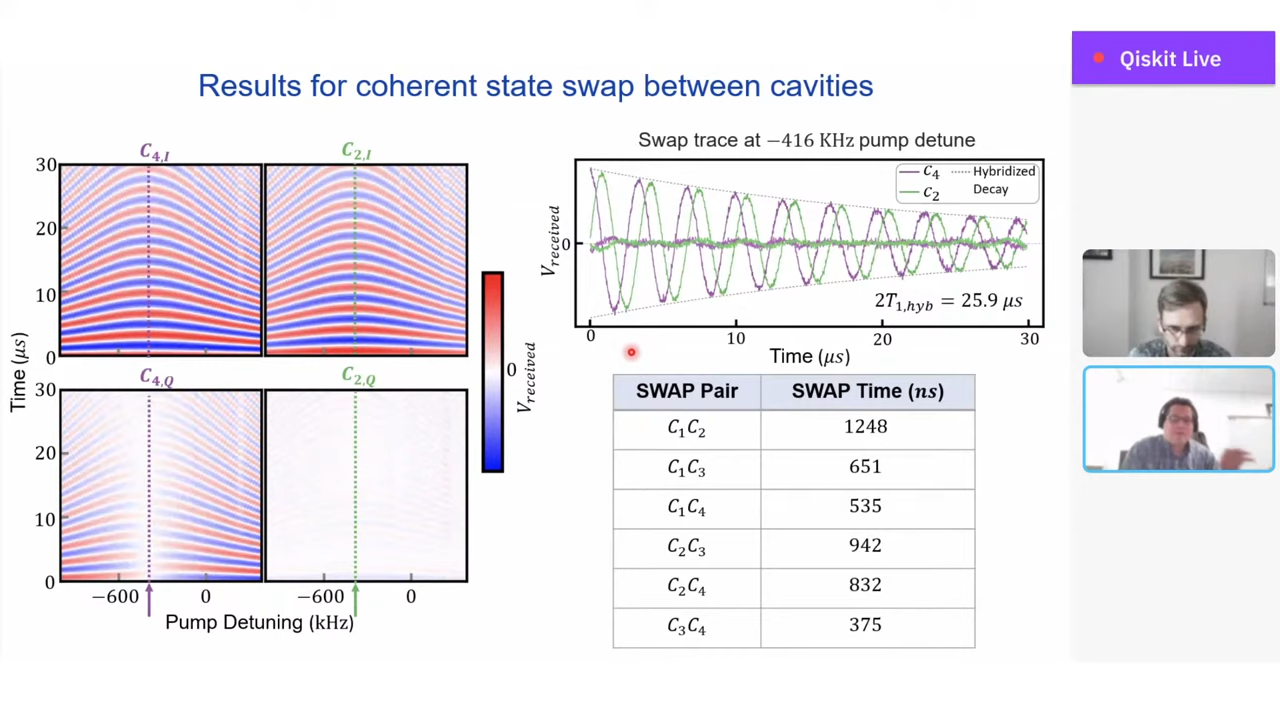 Qiskit Live
Results for coherent state swap between cavities
C4,I
C2,I
30
20
10
0
C4,Q
C2,Q
30
20
10
0
−600
0
−600
0
Time (μs)
Pump Detuning (kHz)
0
Vreceived
Swap trace at −416 KHz pump detune
C4
C2
Hybridized
Decay
Vreceived
0
2T1,hyb = 25.9 μs
0
10
20
30
Time (μs)
SWAP Pair SWAP Time (ns)
C1C2 1248
C1C3 651
C1C4 535
C2C3 942
C2C4 832
C3C4 375